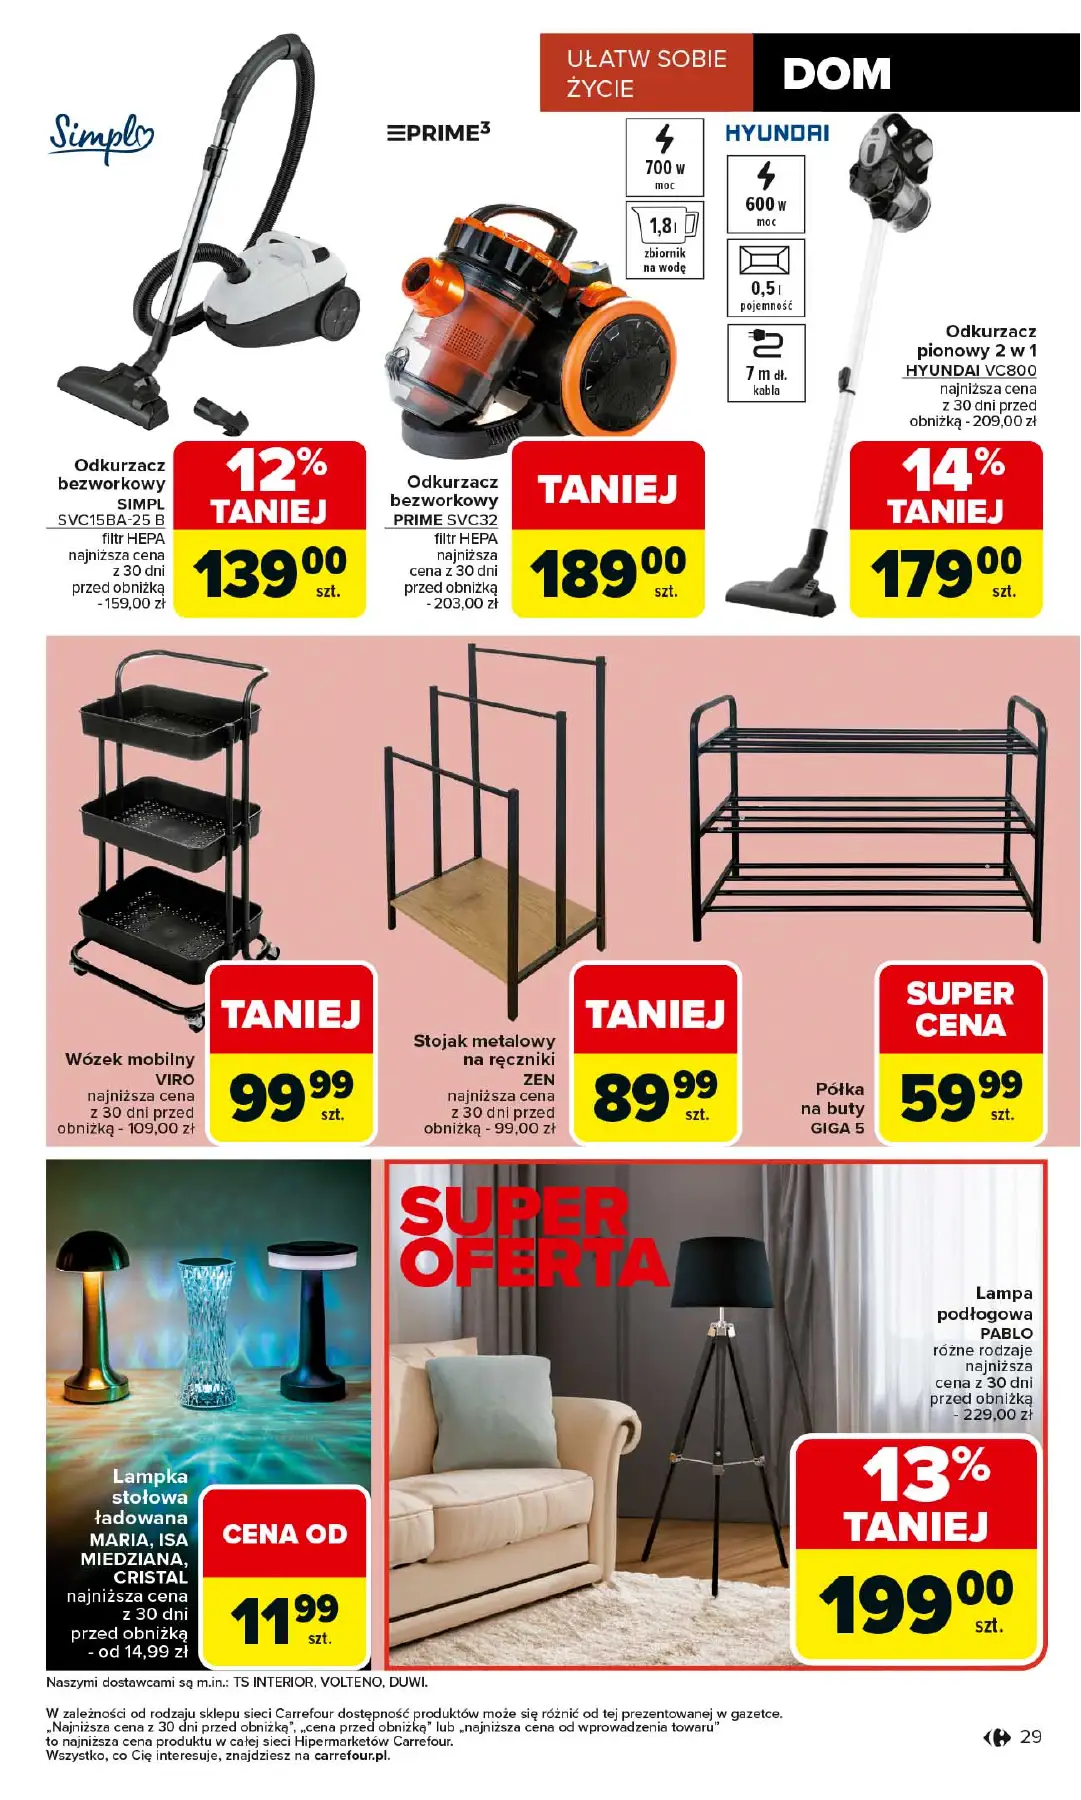 UŁATW SOBIE
ŻYCIE
DOM
Simpl
PRIME³
700 w
moc
1,8 l
zbiornik
na wodę
HYUNDAI
600 w
moc
0,5 l
pojemność
7 m dł.
kabla
Odkurzacz
bezworkowy
SIMPL
SVC15BA-25 B
filtr HEPA
najniższa cena
z 30 dni
przed obniżką
- 159,00 zł
12%
TANIEJ
139 00
szt.
Odkurzacz
bezworkowy
PRIME SVC32
filtr HEPA
najniższa
cena z 30 dni
przed obniżką
- 203,00 zł
TANIEJ
189 00
szt.
Odkurzacz
pionowy 2 w 1
HYUNDAI VC800
najniższa cena
z 30 dni przed
obniżką - 209,00 zł
14%
TANIEJ
179 00
szt.
Wózek mobilny
VIRO
najniższa cena
z 30 dni przed
obniżką - 109,00 zł
TANIEJ
99 99
szt.
Stojak metalowy
na ręczniki
ZEN
najniższa cena
z 30 dni przed
obniżką - 99,00 zł
TANIEJ
89 99
szt.
Półka
na buty
GIGA 5
SUPER
CENA
59 99
szt.
Lampka
stołowa
ładowana
MARIA, ISA
MIEDZIANA,
CRISTAL
najniższa cena
z 30 dni
przed obniżką
- od 14,99 zł
CENA OD
11 99
szt.
SUPER
OFERTA
Lampa
podłogowa
PABLO
różne rodzaje
najniższa
cena z 30 dni
przed obniżką
- 229,00 zł
13%
TANIEJ
199 00
szt.
Naszymi dostawcami są m.in.: TS INTERIOR, VOLTENO, DUWI.
W zależności od rodzaju sklepu sieci Carrefour dostępność produktów może się różnić od tej prezentowanej w gazetce.
„Najniższa cena z 30 dni przed obniżką”, „cena przed obniżką” lub „najniższa cena od wprowadzenia towaru”
to najniższa cena produktu w całej sieci Hipermarketów Carrefour.
Wszystko, co Cię interesuje, znajdziesz na carrefour.pl.
29